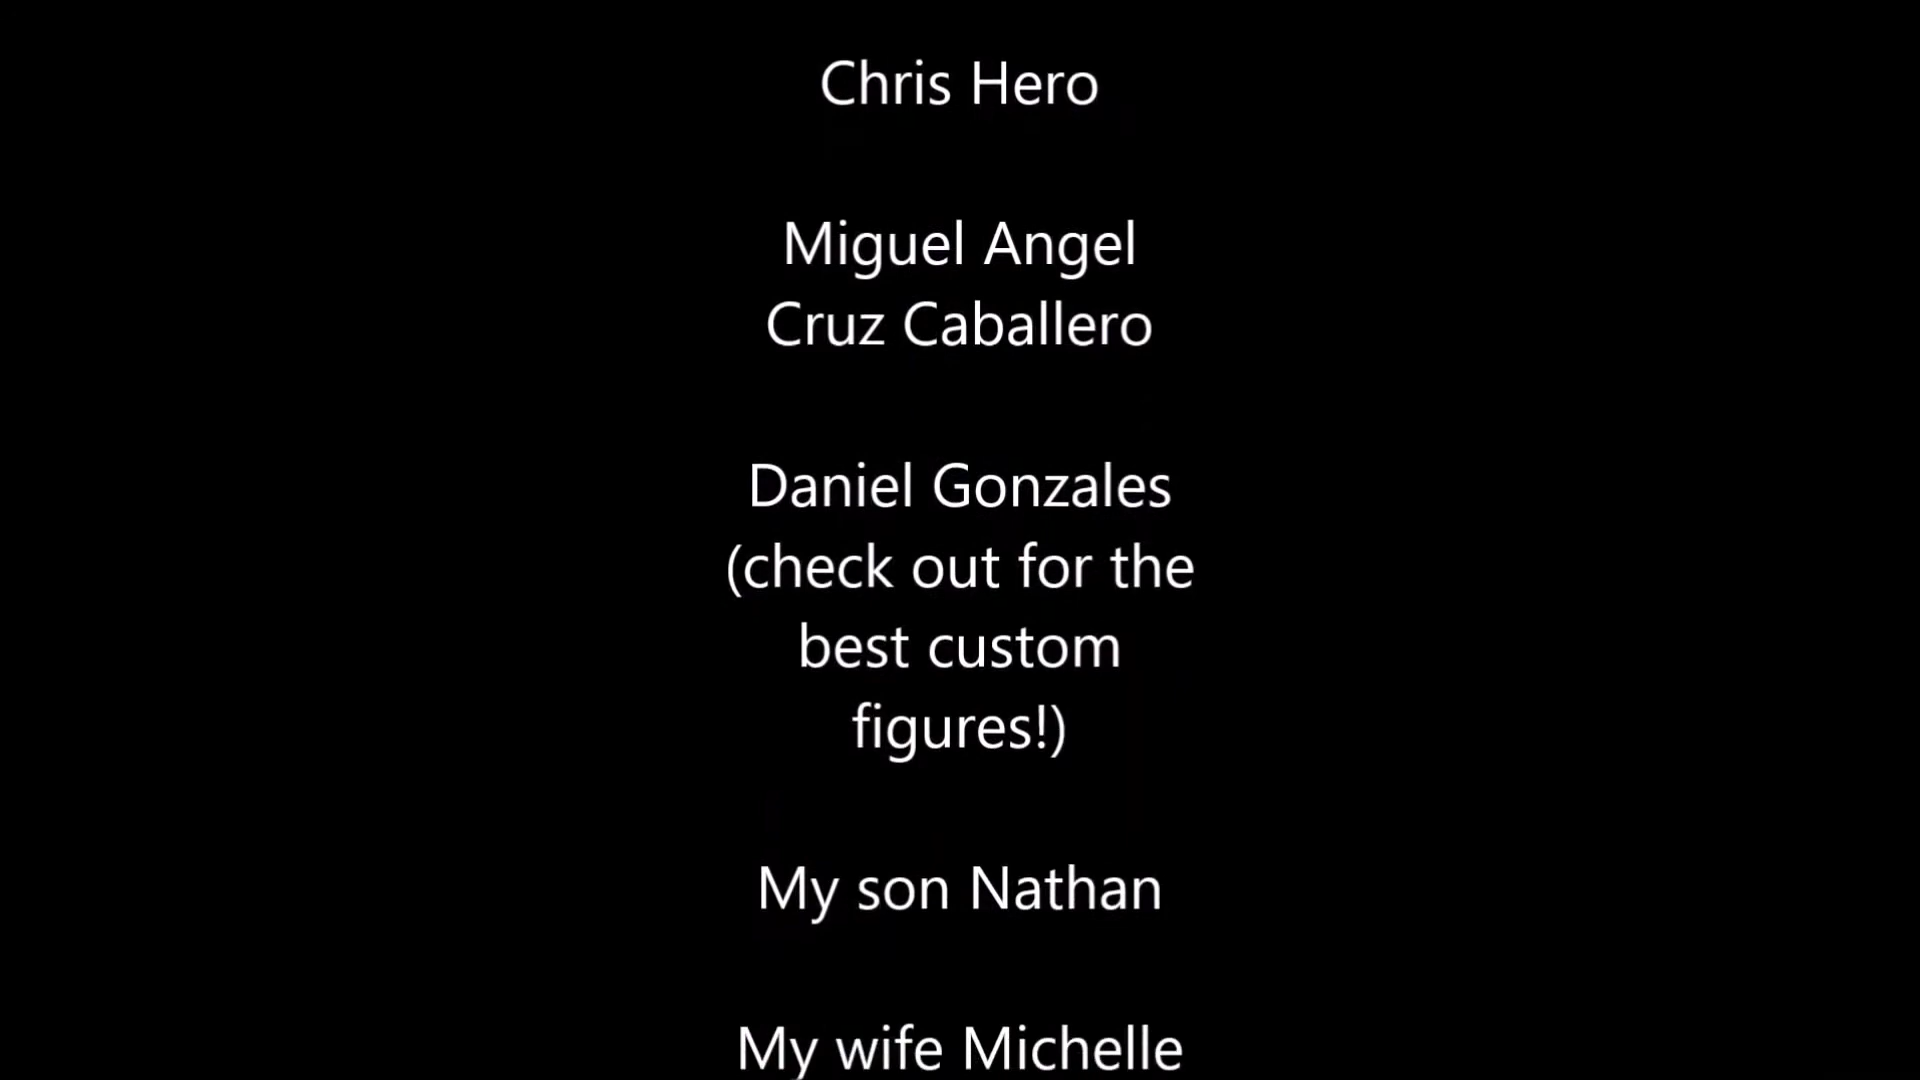 Chris Hero
Miguel Angel
Cruz Caballero
Daniel Gonzales
(check out for the
best custom
figures!)
My son Nathan
My wife Michelle